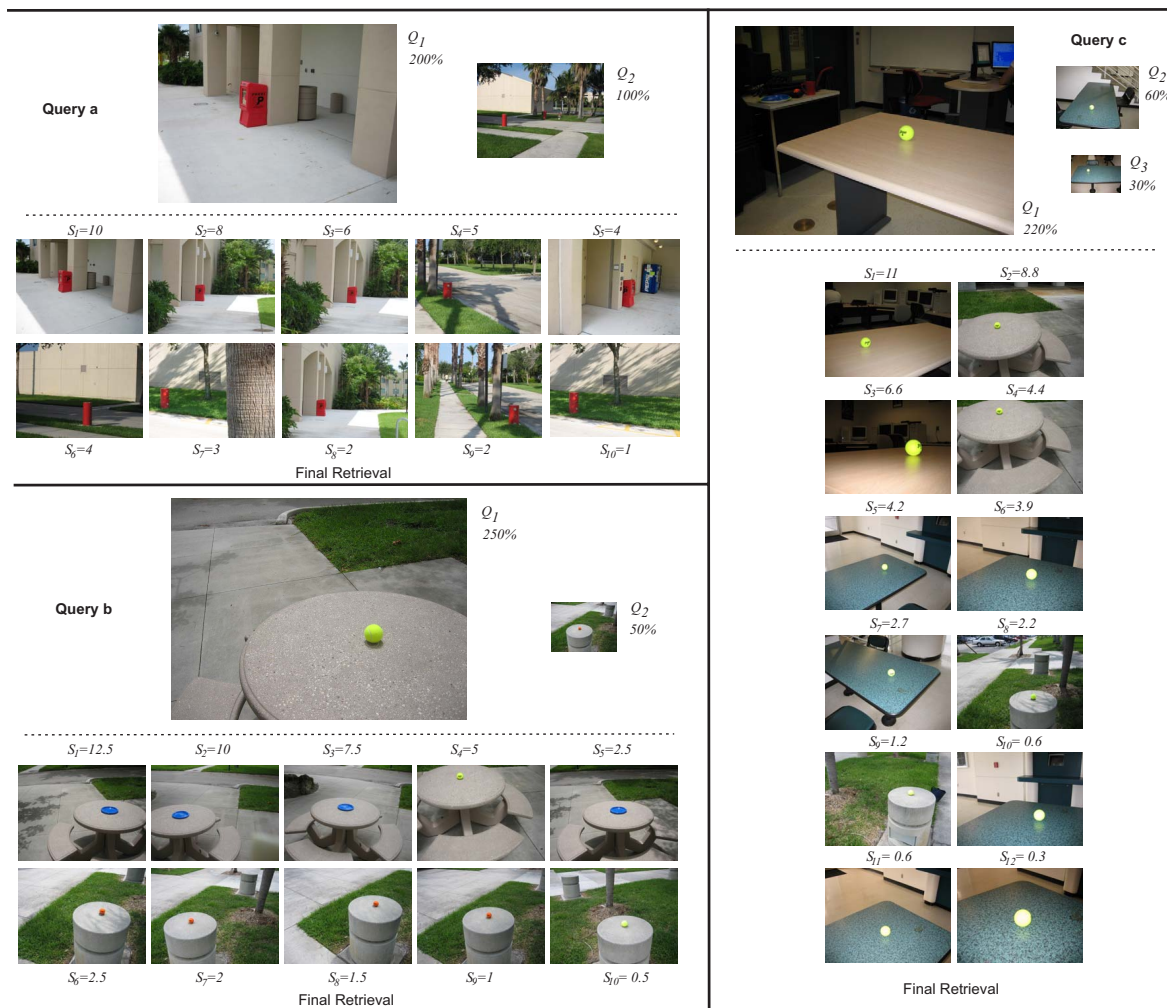 Query a
Q1
200%
Q2
100%
S1=10 S2=8 S3=6 S4=5 S5=4
S6=4 S7=3 S8=2 S9=2 S10=1
Final Retrieval
Query b
Q1
250%
Q2
50%
S1=12.5 S2=10 S3=7.5 S4=5 S5=2.5
S6=2.5 S7=2 S8=1.5 S9=1 S10= 0.5
Final Retrieval
Query c
Q2
60%
Q3
30%
Q1
220%
S1=11 S2=8.8
S3=6.6 S4=4.4
S5=4.2 S6=3.9
S7=2.7 S8=2.2
S9=1.2 S10= 0.6
S11= 0.6 S12= 0.3
Final Retrieval